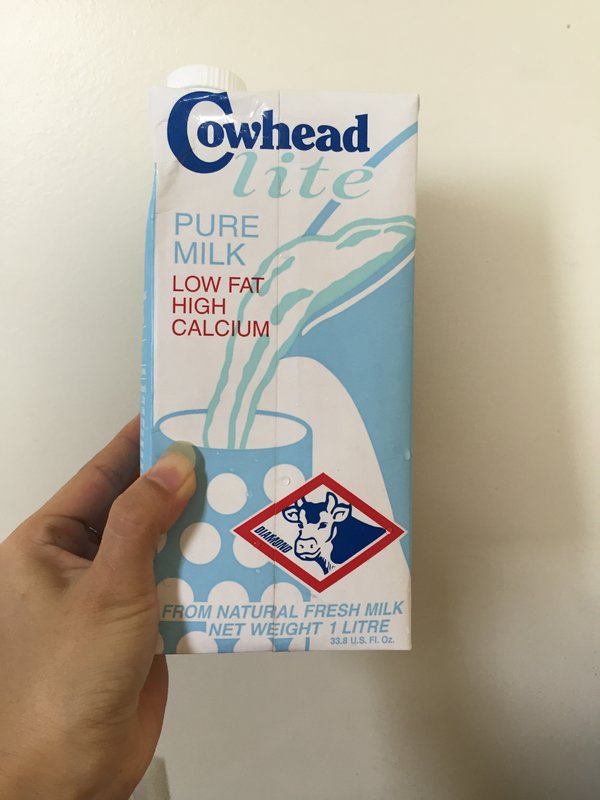 Cowhead
lite
PURE
MILK
LOW FAT
HIGH
CALCIUM
DIAMOND
FROM NATURAL FRESH MILK
NET WEIGHT 1 LITRE
33.8 U.S. Fl. Oz.